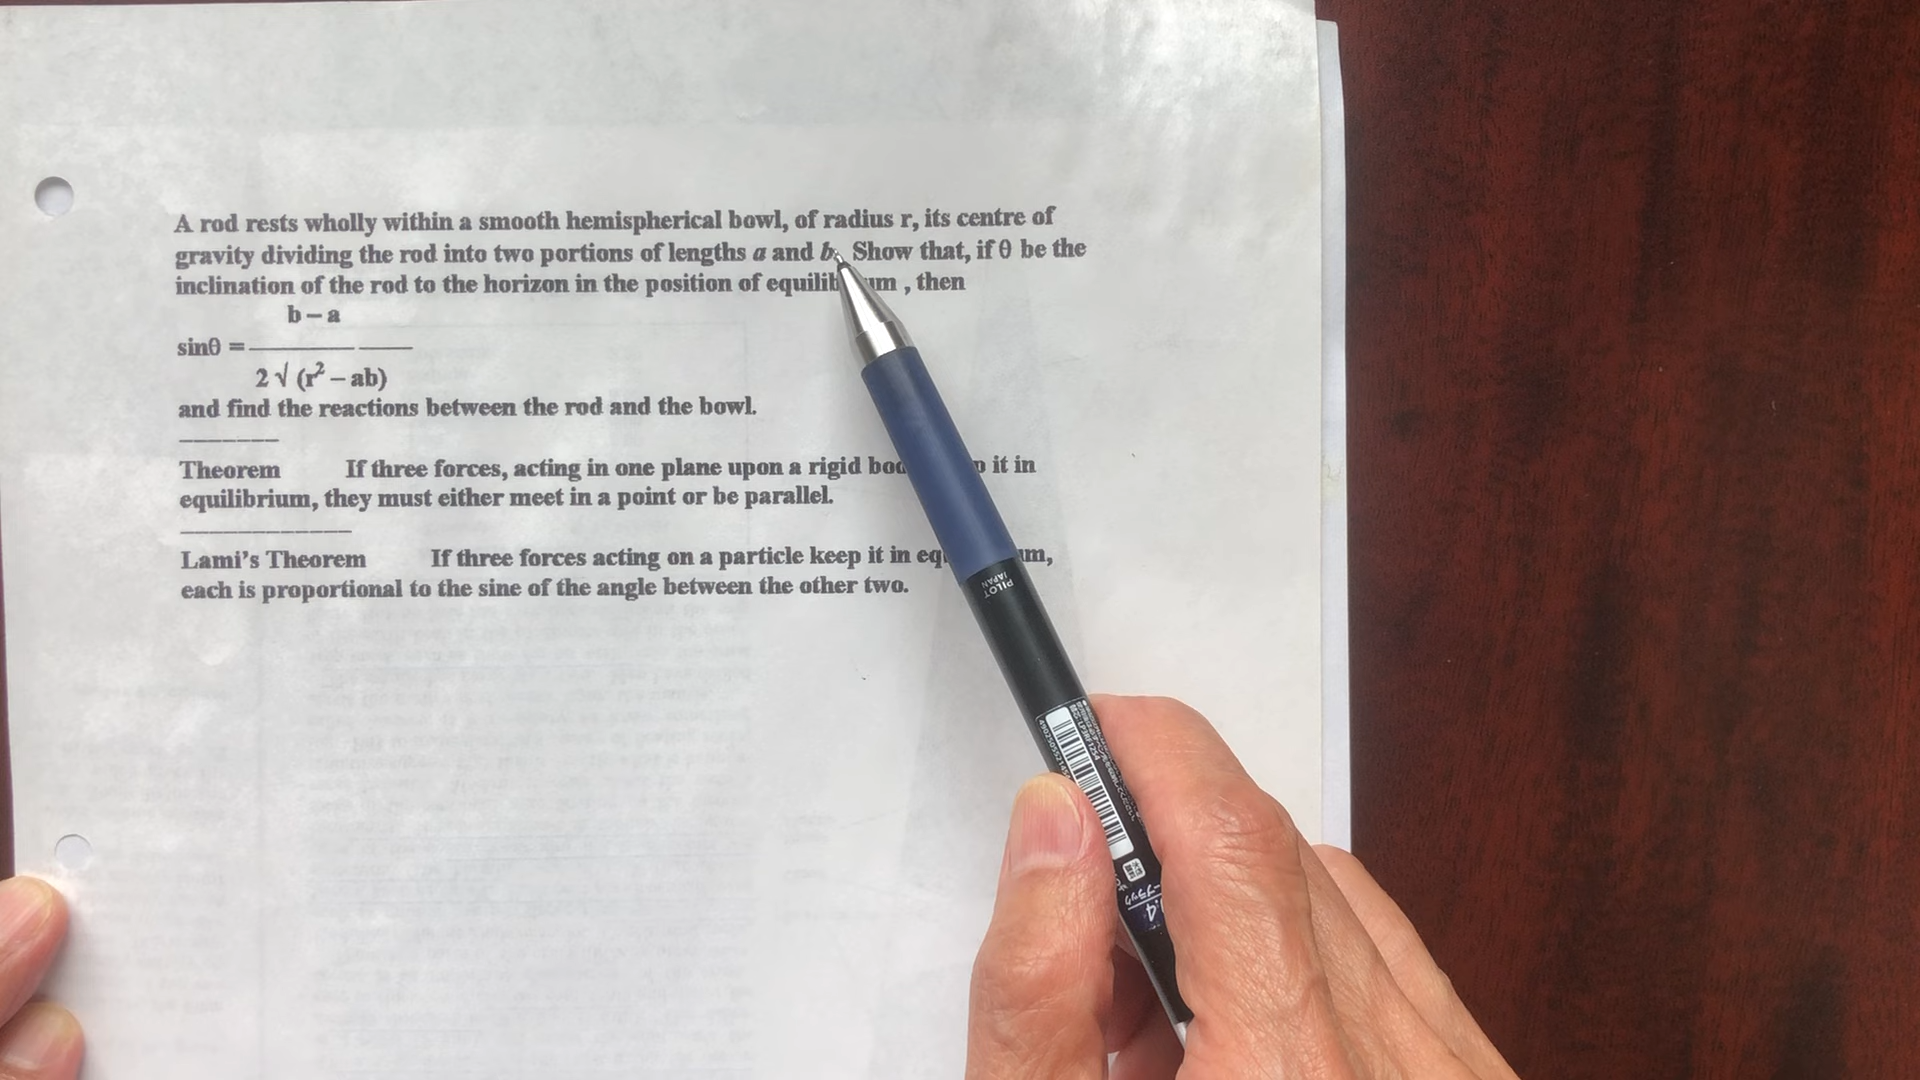 A rod rests wholly within a smooth hemispherical bowl, of radius r, its centre of
gravity dividing the rod into two portions of lengths a and b. Show that, if θ be the
inclination of the rod to the horizon in the position of , then
b – a
sinθ =
2 √ (r² – ab)
and find the reactions between the rod and the bowl.
Theorem If three forces, acting in one plane upon a rigid it in
equilibrium, they must either meet in a point or be parallel.
Lami's Theorem If three forces acting on a particle keep it in
each is proportional to the sine of the angle between the other two.
PILOT
JAPAN